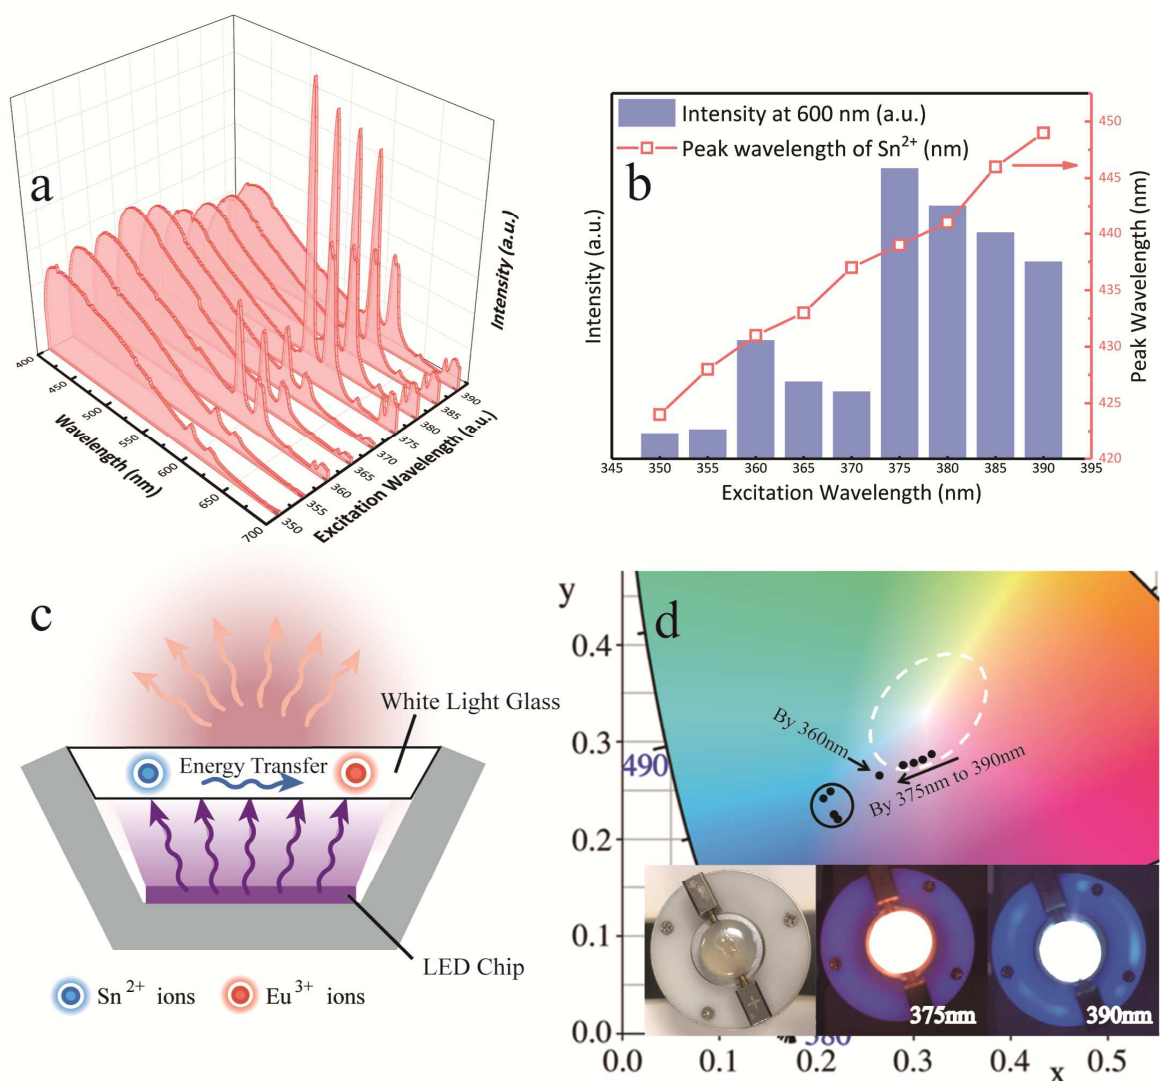 a
Intensity (a.u.)
400
450
500
550
600
650
700
Wavelength (nm)
350
355
360
365
370
375
380
385
390
Excitation Wavelength (a.u.)
b
Intensity at 600 nm (a.u.)
Peak wavelength of Sn2+ (nm)
Intensity (a.u.)
450
445
440
435
430
425
420
Peak Wavelength (nm)
345 350 355 360 365 370 375 380 385 390 395
Excitation Wavelength (nm)
c
White Light Glass
Energy Transfer
LED Chip
Sn2+ ions
Eu3+ ions
d
y
0.4
0.3
0.2
0.1
0.0
490
By 360nm
By 375nm to 390nm
375nm
390nm
380
0.0 0.1 0.2 0.3 0.4 0.5
x